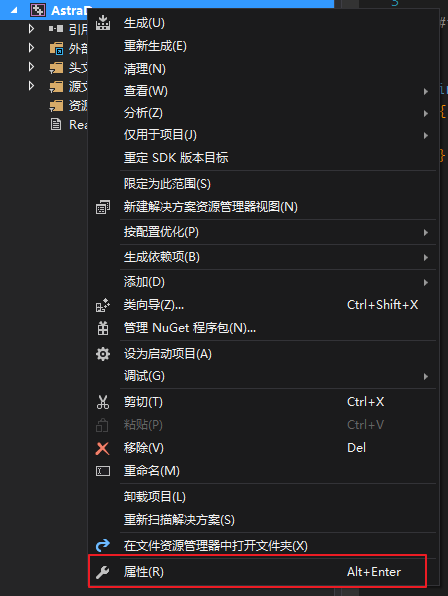 5
生成(U)
重新生成(E)
清理(N)
查看(W)
分析(Z)
仅用于项目(J)
重定 SDK 版本目标
限定为此范围(S)
新建解决方案资源管理器视图(N)
按配置优化(P)
生成依赖项(B)
添加(D)
类向导(Z)... Ctrl+Shift+X
管理 NuGet 程序包(N)...
设为启动项目(A)
调试(G)
剪切(T) Ctrl+X
粘贴(P) Ctrl+V
移除(V) Del
重命名(M)
卸载项目(L)
重新扫描解决方案(S)
在文件资源管理器中打开文件夹(X)
属性(R) Alt+Enter
Astra
引用
外部
头文
源文
资源
Rea
#
{
}